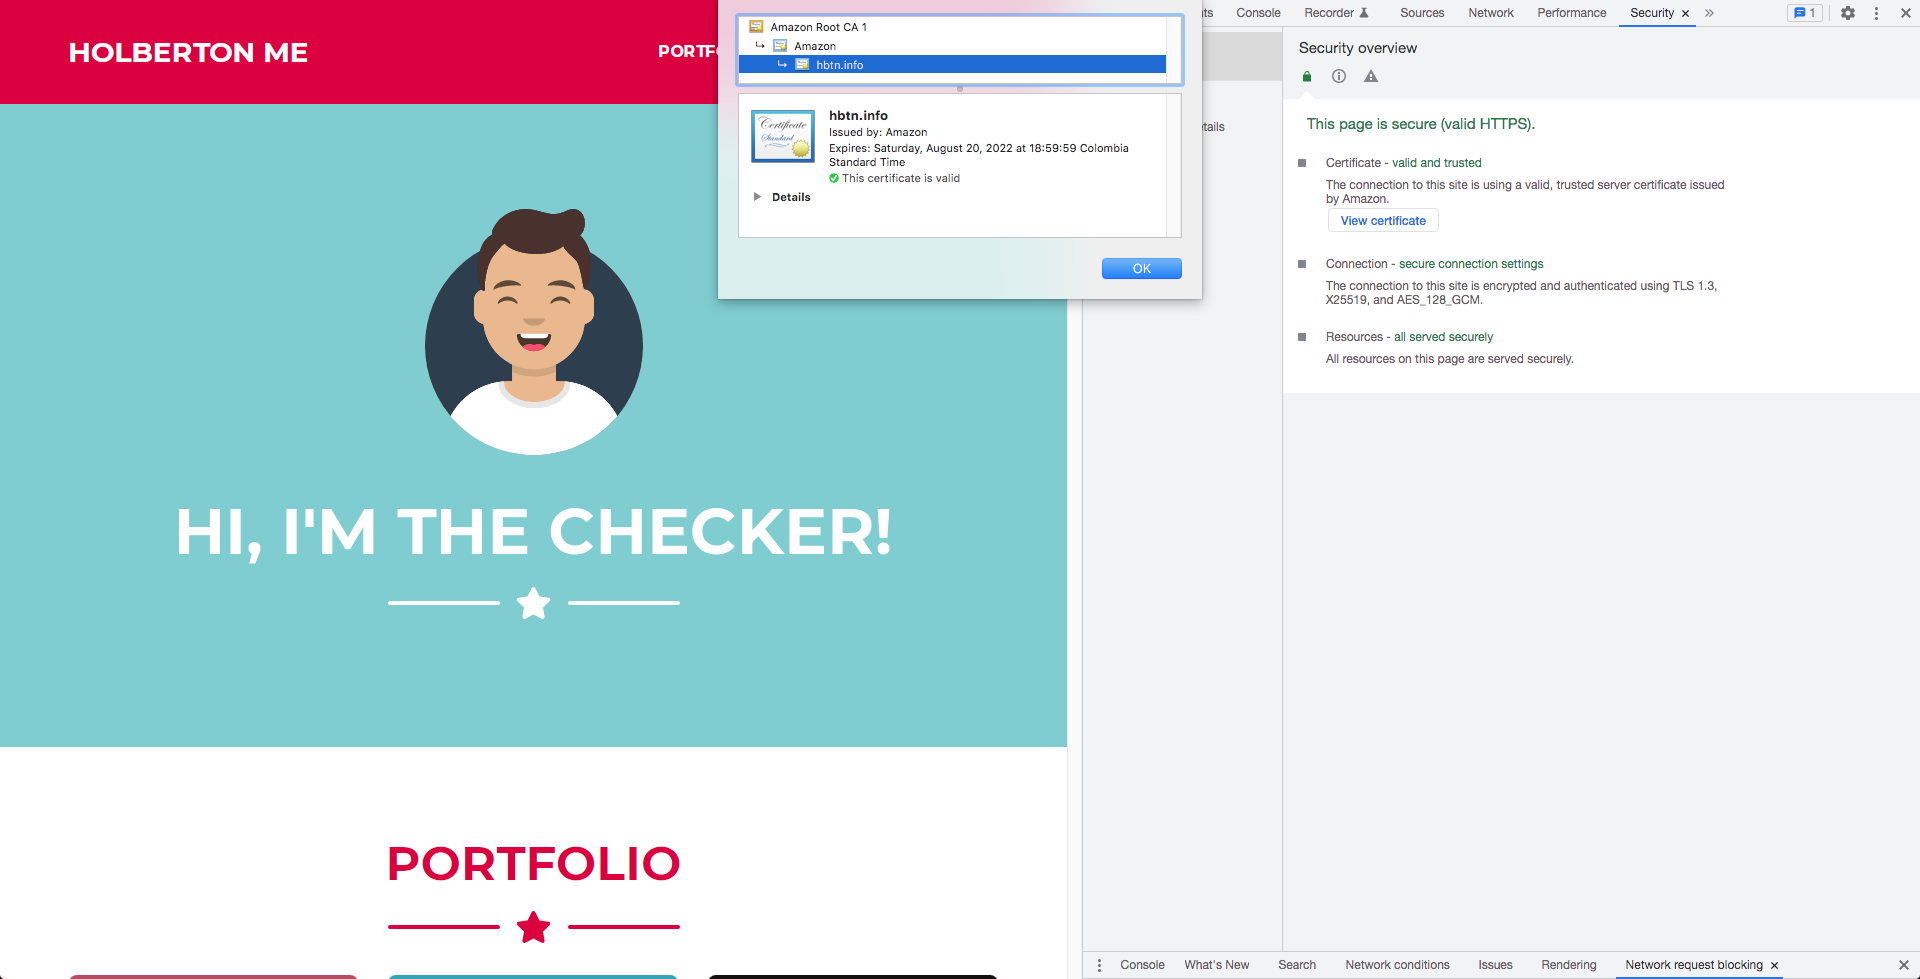 HOLBERTON ME
PORTF
Amazon Root CA 1
Amazon
hbtn.info
Certificate
Standard
hbtn.info
Issued by: Amazon
Expires: Saturday, August 20, 2022 at 18:59:59 Colombia
Standard Time
This certificate is valid
Details
OK
HI, I'M THE CHECKER!
PORTFOLIO
ts Console Recorder Sources Network Performance Security × » 1
etails
Security overview
This page is secure (valid HTTPS).
Certificate - valid and trusted
The connection to this site is using a valid, trusted server certificate issued
by Amazon.
View certificate
Connection - secure connection settings
The connection to this site is encrypted and authenticated using TLS 1.3,
X25519, and AES_128_GCM.
Resources - all served securely
All resources on this page are served securely.
Console What's New Search Network conditions Issues Rendering Network request blocking ×